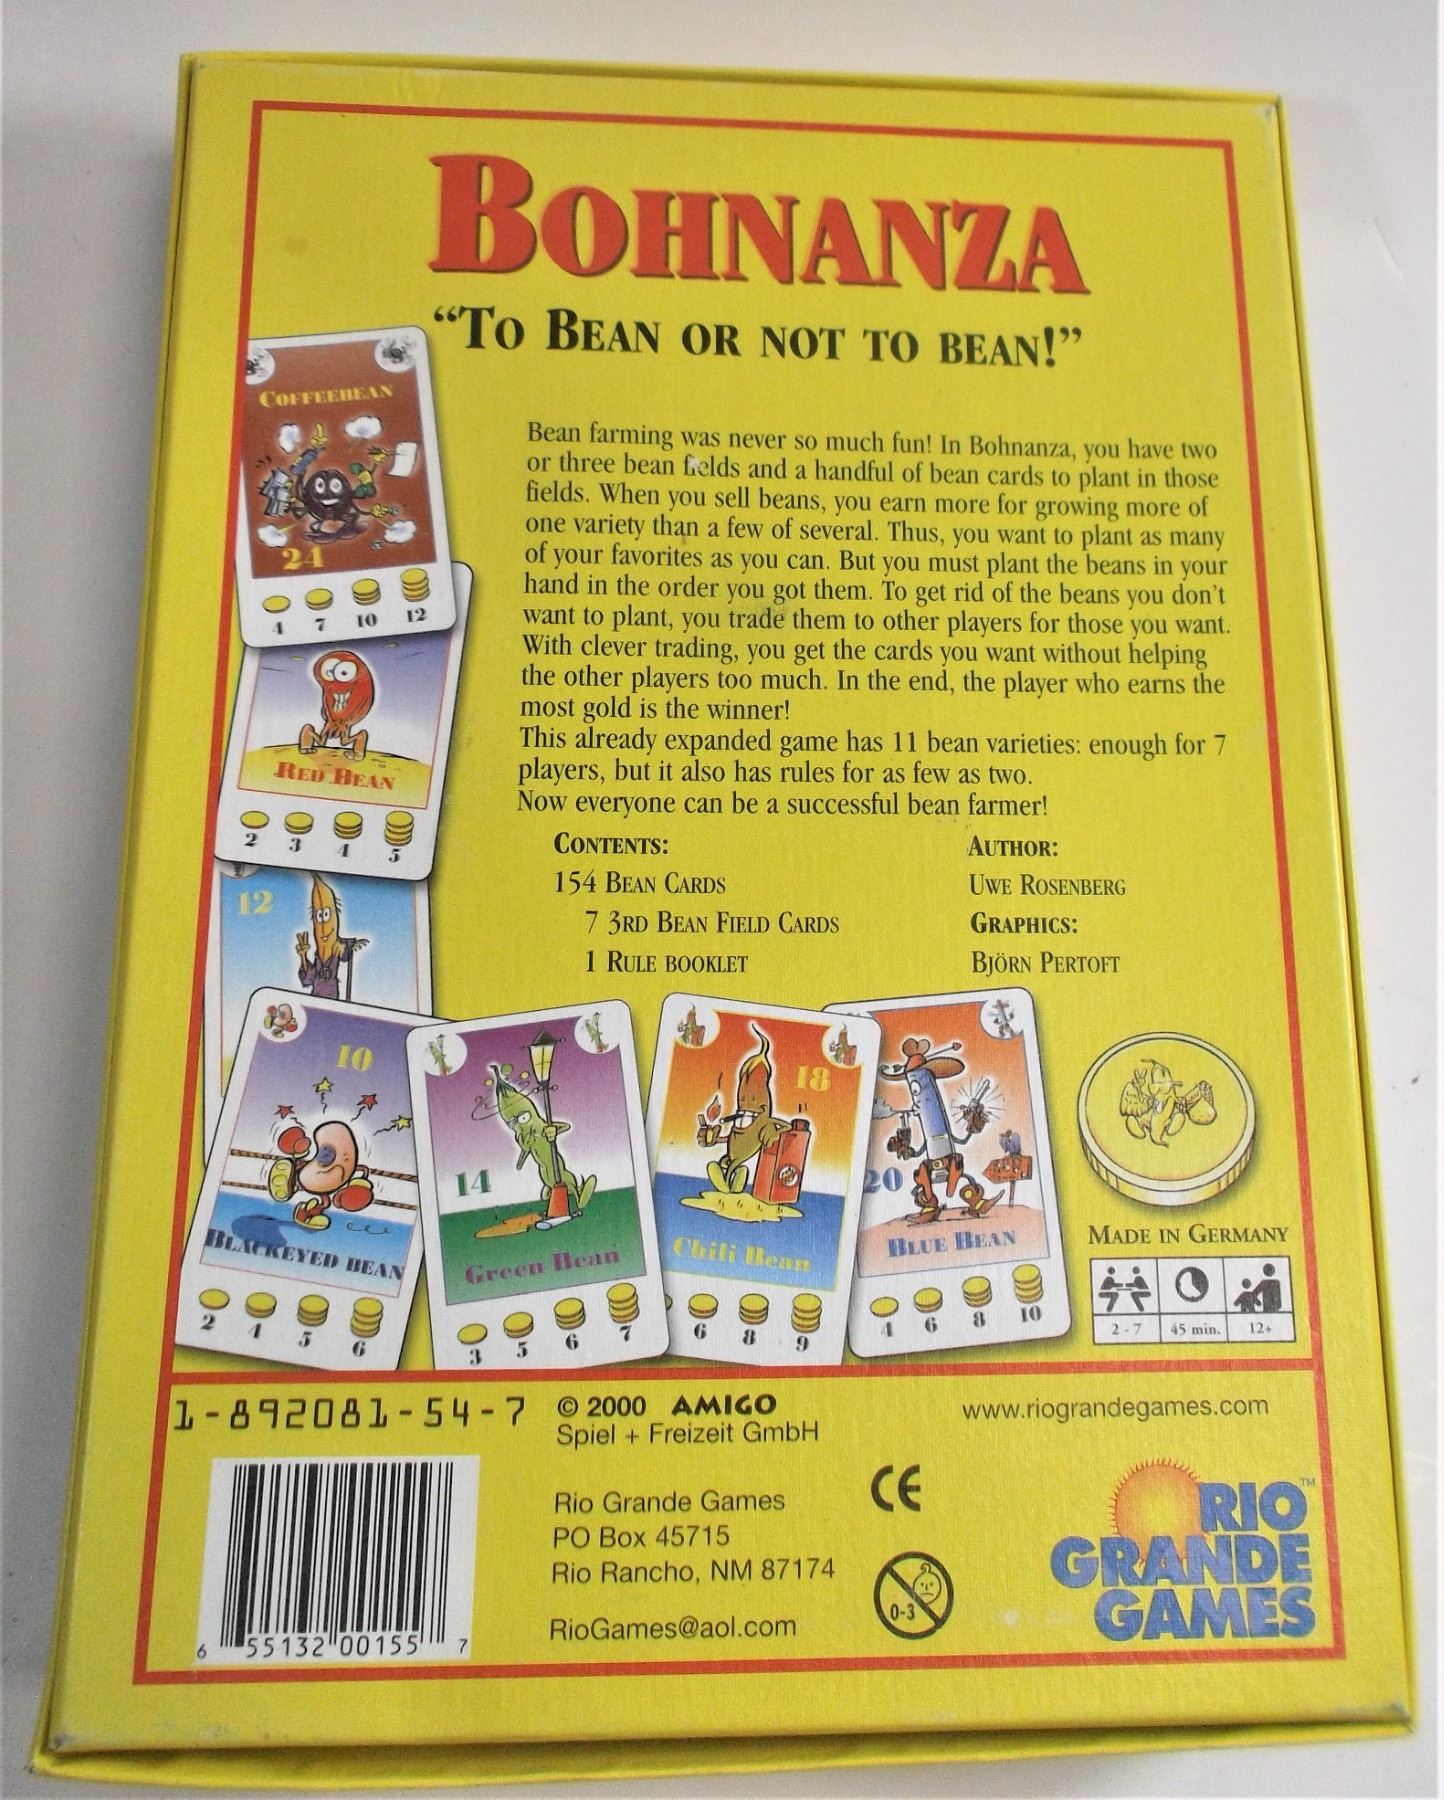 BOHNANZA
“TO BEAN OR NOT TO BEAN!”
COFFEEBEAN
24
4 7 10 12
RED BEAN
2 3 4 5
12
Bean farming was never so much fun! In Bohnanza, you have two
or three bean fields and a handful of bean cards to plant in those
fields. When you sell beans, you earn more for growing more of
one variety than a few of several. Thus, you want to plant as many
of your favorites as you can. But you must plant the beans in your
hand in the order you got them. To get rid of the beans you don’t
want to plant, you trade them to other players for those you want.
With clever trading, you get the cards you want without helping
the other players too much. In the end, the player who earns the
most gold is the winner!
This already expanded game has 11 bean varieties: enough for 7
players, but it also has rules for as few as two.
Now everyone can be a successful bean farmer!
CONTENTS:
154 BEAN CARDS
7 3RD BEAN FIELD CARDS
1 RULE BOOKLET
AUTHOR:
UWE ROSENBERG
GRAPHICS:
BJÖRN PERTOFT
10
BLACKEYED BEAN
2 4 5 6
14
Green Bean
3 5 6 7
18
Chili Bean
6 8 9
20
BLUE BEAN
4 6 8 10
MADE IN GERMANY
2 - 7 45 min. 12+
1-892081-54-7
6 55132 00155 7
© 2000 AMIGO
Spiel + Freizeit GmbH
Rio Grande Games
PO Box 45715
Rio Rancho, NM 87174
RioGames@aol.com
www.riograndegames.com
CE
0-3
RIO™
GRANDE
GAMES